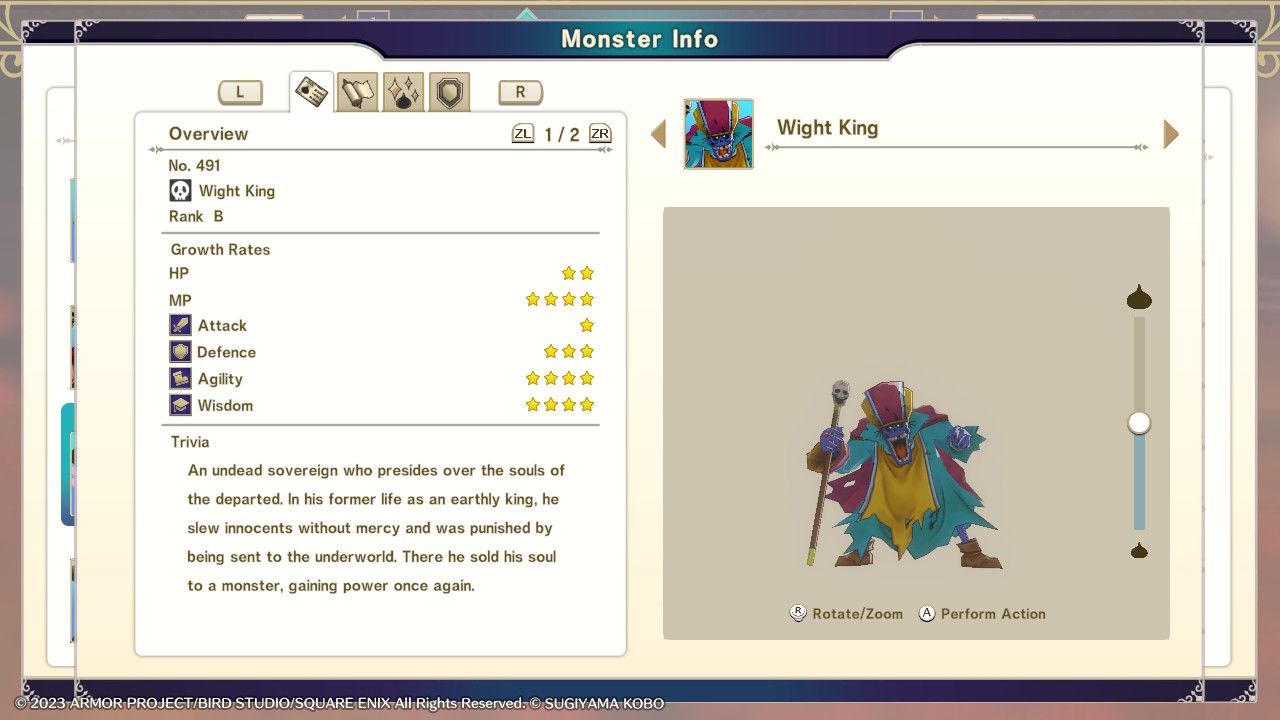 Monster Info
L
R
Overview
ZL 1 / 2 ZR
No. 491
Wight King
Rank B
Growth Rates
HP
MP
Attack
Defence
Agility
Wisdom
Trivia
An undead sovereign who presides over the souls of
the departed. In his former life as an earthly king, he
slew innocents without mercy and was punished by
being sent to the underworld. There he sold his soul
to a monster, gaining power once again.
Wight King
R Rotate/Zoom A Perform Action
© 2023 ARMOR PROJECT/BIRD STUDIO/SQUARE ENIX All Rights Reserved. © SUGIYAMA KOBO